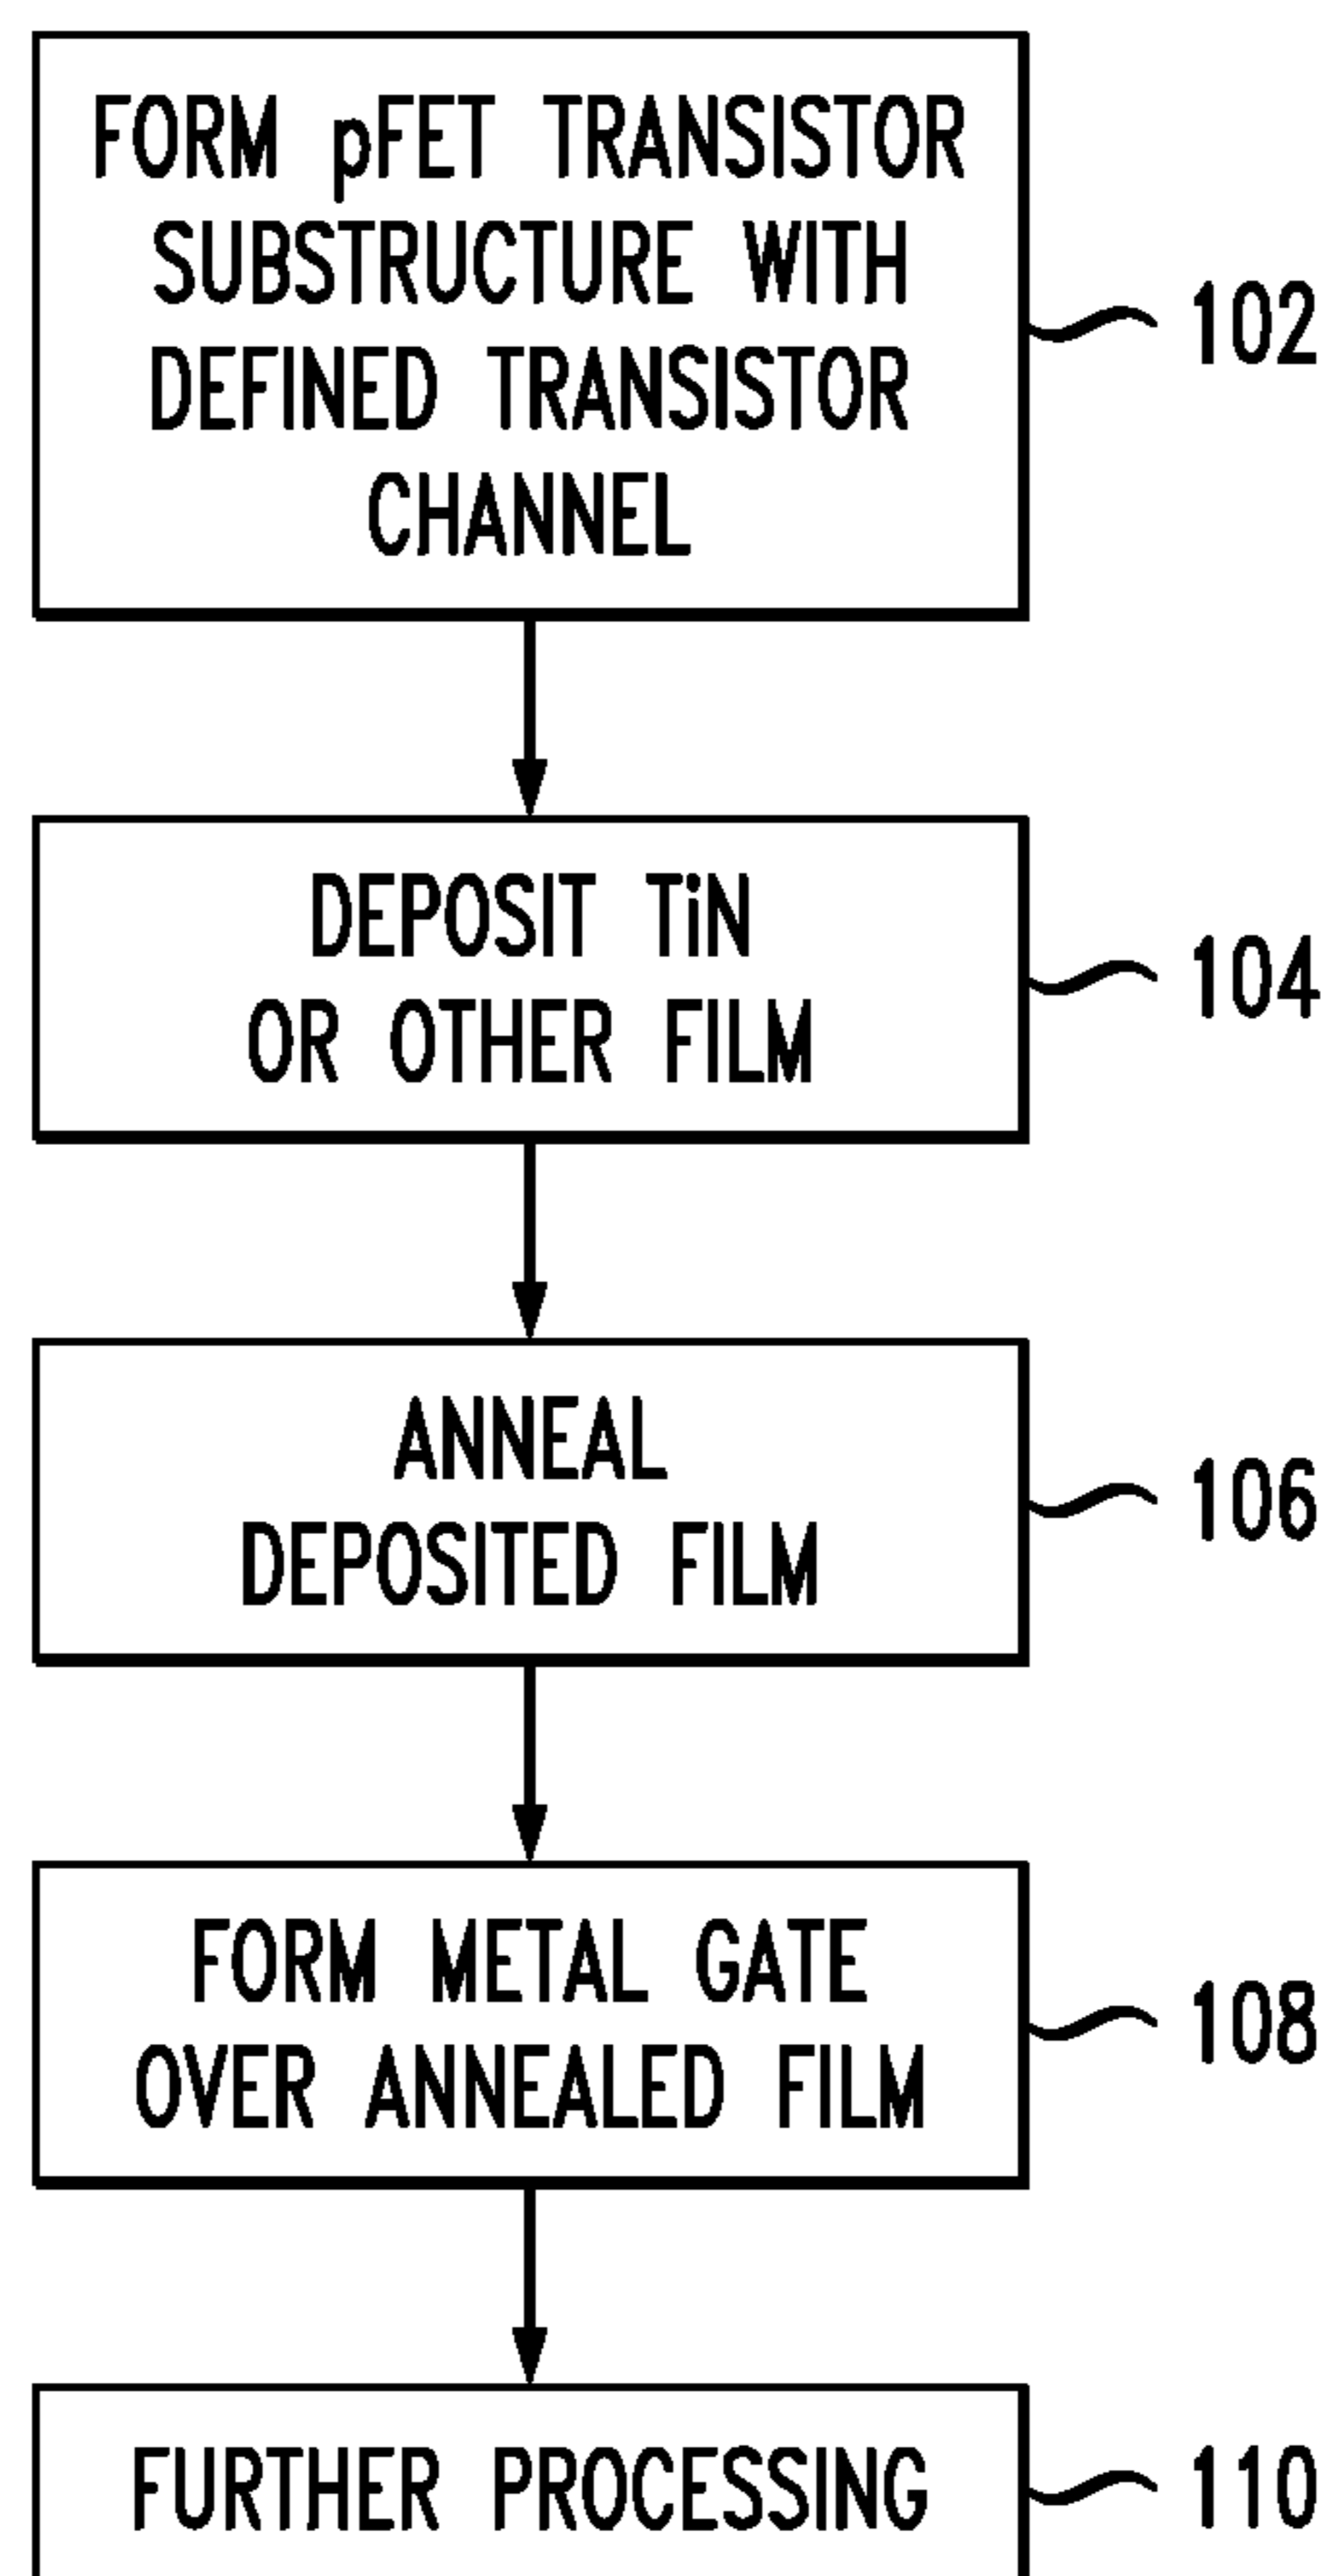 FORM pFET TRANSISTOR
SUBSTRUCTURE WITH
DEFINED TRANSISTOR
CHANNEL
102
DEPOSIT TiN
OR OTHER FILM
104
ANNEAL
DEPOSITED FILM
106
FORM METAL GATE
OVER ANNEALED FILM
108
FURTHER PROCESSING
110